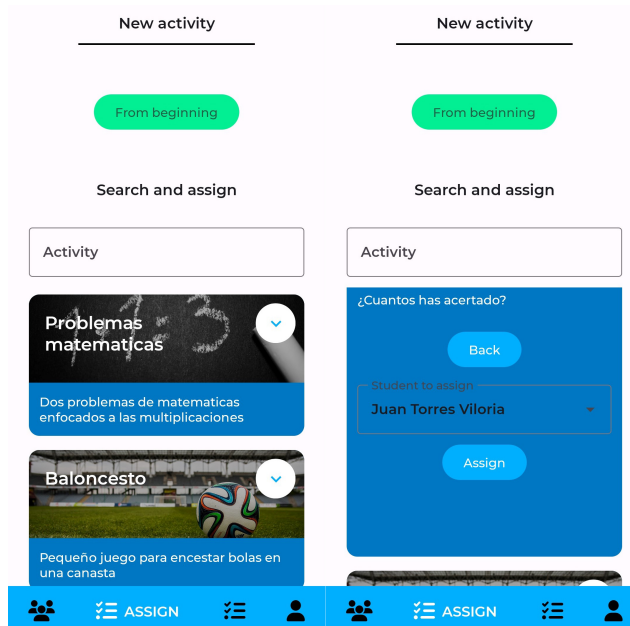 New activity
From beginning
Search and assign
Activity
Problemas
matematicas
Dos problemas de matematicas
enfocados a las multiplicaciones
Baloncesto
Pequeño juego para encestar bolas en
una canasta
ASSIGN
New activity
From beginning
Search and assign
Activity
¿Cuantos has acertado?
Back
Student to assign
Juan Torres Viloria
Assign
ASSIGN